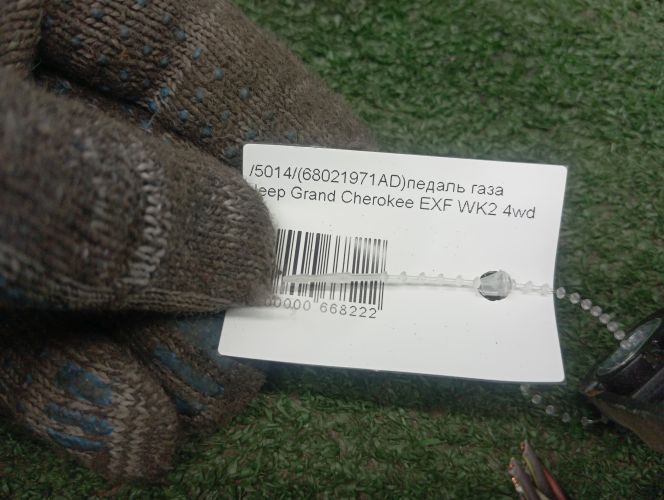 /5014/(68021971AD)педаль газа
Jeep Grand Cherokee EXF WK2 4wd
00000 668222